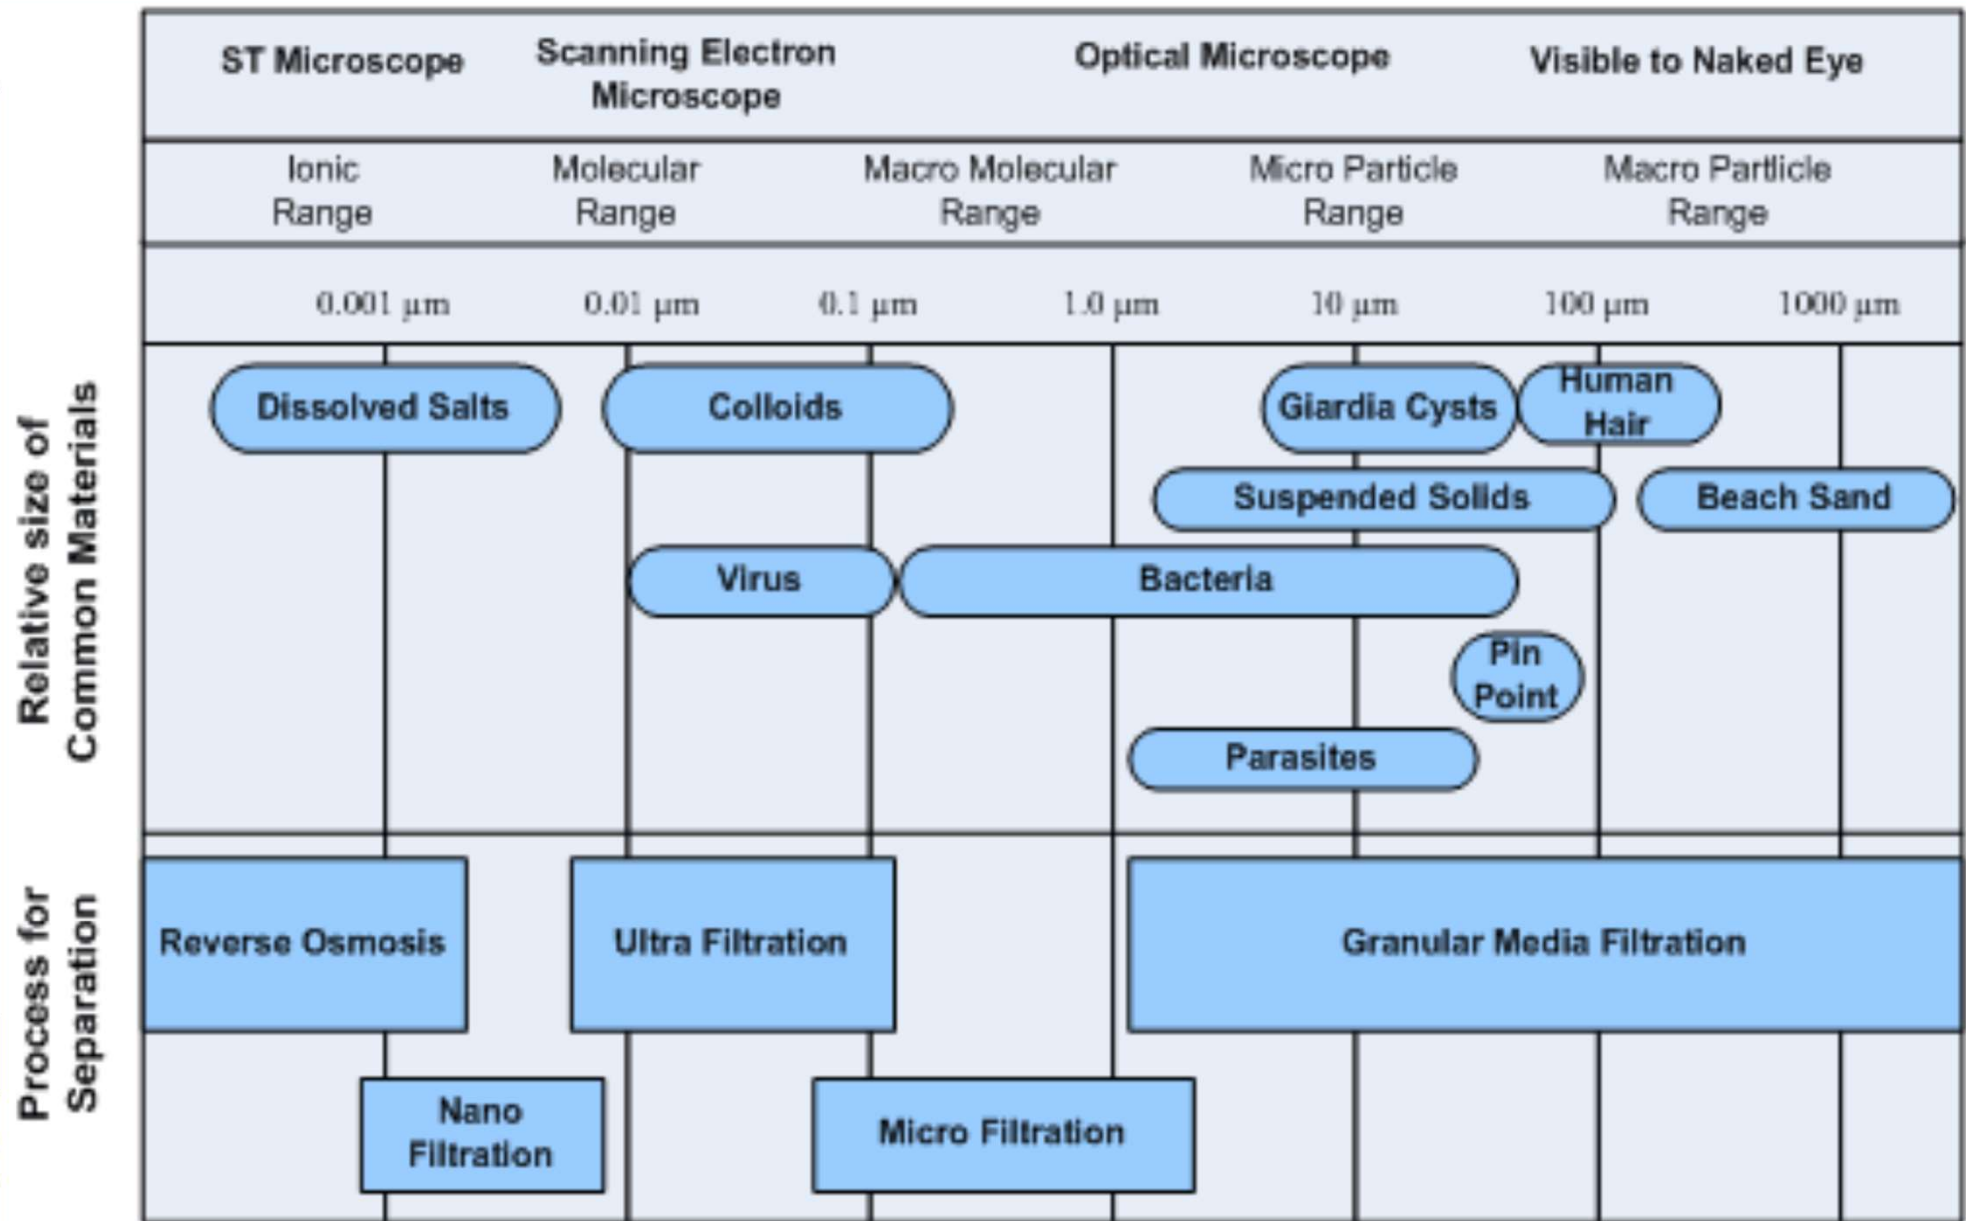 ST Microscope
Scanning Electron
Microscope
Optical Microscope
Visible to Naked Eye
Ionic
Range
Molecular
Range
Macro Molecular
Range
Micro Particle
Range
Macro Partlicle
Range
0.001 µm
0.01 µm
0.1 µm
1.0 µm
10 µm
100 µm
1000 µm
Relative size of
Common Materials
Dissolved Salts
Colloids
Giardia Cysts
Human
Hair
Suspended Solids
Beach Sand
Virus
Bacteria
Pin
Point
Parasites
Process for
Separation
Reverse Osmosis
Ultra Filtration
Granular Media Filtration
Nano
Filtration
Micro Filtration